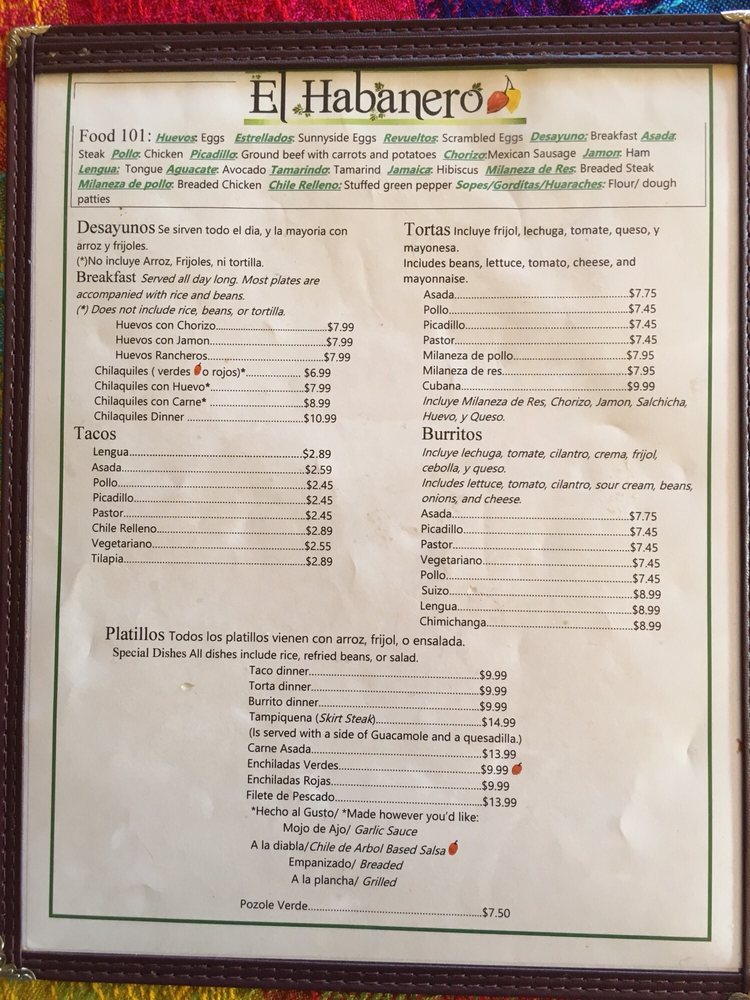 El Habanero
Food 101: Huevos: Eggs Estrellados: Sunnyside Eggs Revueltos: Scrambled Eggs Desayuno: Breakfast Asada:
Steak Pollo: Chicken Picadillo: Ground beef with carrots and potatoes Chorizo:Mexican Sausage Jamon: Ham
Lengua: Tongue Aguacate: Avocado Tamarindo: Tamarind Jamaica: Hibiscus Milaneza de Res: Breaded Steak
Milaneza de pollo: Breaded Chicken Chile Relleno: Stuffed green pepper Sopes/Gorditas/Huaraches: Flour/ dough
patties
Desayunos Se sirven todo el dia, y la mayoria con
arroz y frijoles.
(*)No incluye Arroz, Frijoles, ni tortilla.
Breakfast Served all day long. Most plates are
accompanied with rice and beans.
(*) Does not include rice, beans, or tortilla.
Huevos con Chorizo.......$7.99
Huevos con Jamon.......$7.99
Huevos Rancheros.......$7.99
Chilaquiles ( verdes o rojos)*....... $6.99
Chilaquiles con Huevo*.......$7.99
Chilaquiles con Carne* .......$8.99
Chilaquiles Dinner .......$10.99
Tacos
Lengua.......$2.89
Asada.......$2.59
Pollo.......$2.45
Picadillo.......$2.45
Pastor.......$2.45
Chile Relleno.......$2.89
Vegetariano.......$2.55
Tilapia.......$2.89
Tortas Incluye frijol, lechuga, tomate, queso, y
mayonesa.
Includes beans, lettuce, tomato, cheese, and
mayonnaise.
Asada.......$7.75
Pollo.......$7.45
Picadillo.......$7.45
Pastor.......$7.45
Milaneza de pollo.......$7.95
Milaneza de res.......$7.95
Cubana.......$9.99
Incluye Milaneza de Res, Chorizo, Jamon, Salchicha,
Huevo, y Queso.
Burritos
Incluye lechuga, tomate, cilantro, crema, frijol,
cebolla, y queso.
Includes lettuce, tomato, cilantro, sour cream, beans,
onions, and cheese.
Asada.......$7.75
Picadillo.......$7.45
Pastor.......$7.45
Vegetariano.......$7.45
Pollo.......$7.45
Suizo.......$8.99
Lengua.......$8.99
Chimichanga.......$8.99
Platillos Todos los platillos vienen con arroz, frijol, o ensalada.
Special Dishes All dishes include rice, refried beans, or salad.
Taco dinner.......$9.99
Torta dinner.......$9.99
Burrito dinner.......$9.99
Tampiquena (Skirt Steak).......$14.99
(Is served with a side of Guacamole and a quesadilla.)
Carne Asada.......$13.99
Enchiladas Verdes.......$9.99
Enchiladas Rojas.......$9.99
Filete de Pescado.......$13.99
*Hecho al Gusto/ *Made however you'd like:
Mojo de Ajo/ Garlic Sauce
A la diabla/Chile de Arbol Based Salsa
Empanizado/ Breaded
A la plancha/ Grilled
Pozole Verde.......$7.50